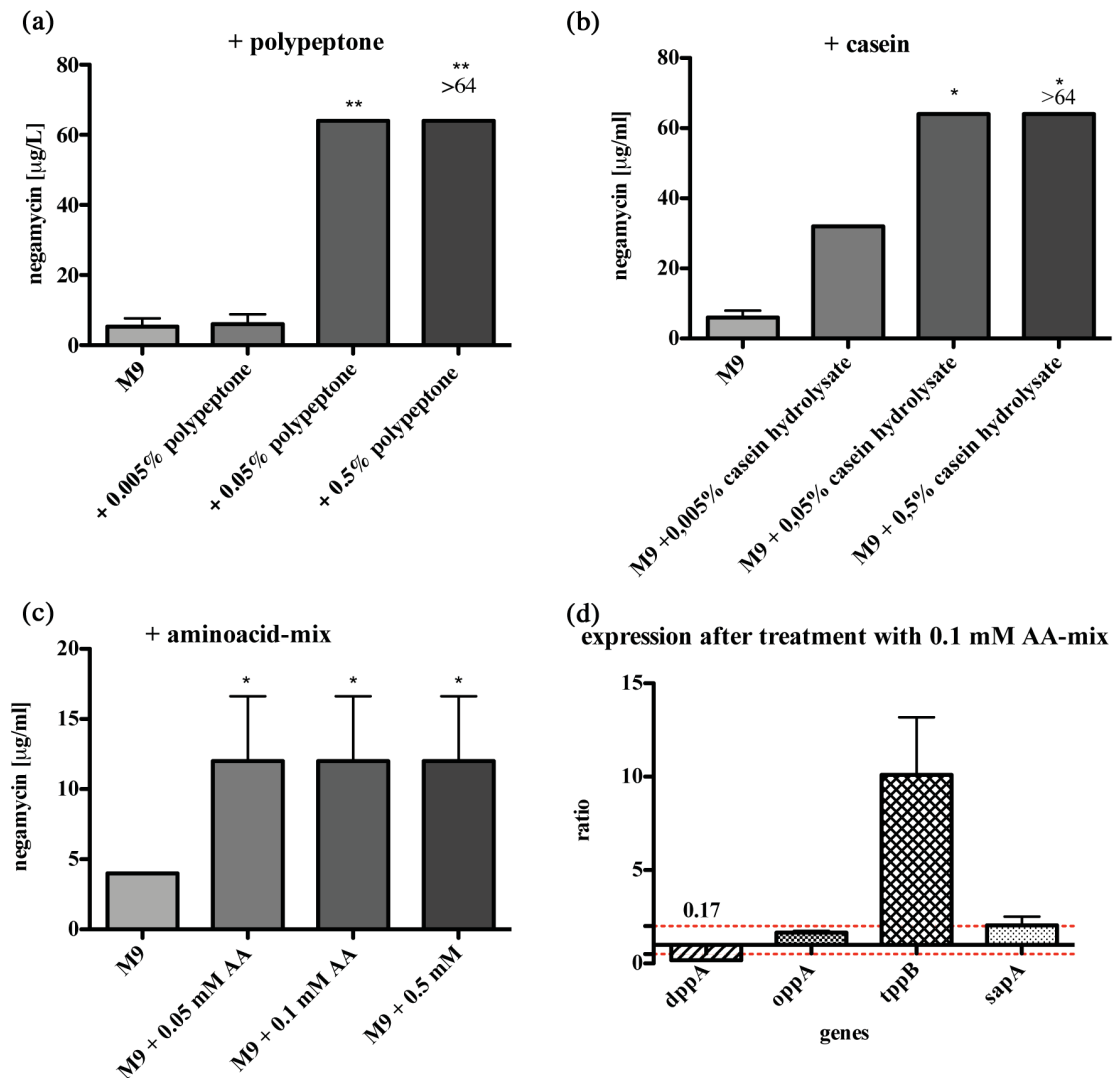 (a)
+ polypeptone
negamycin [µg/L]
80
60
40
20
0
**
**
>64
M9
+ 0.005% polypeptone
+ 0.05% polypeptone
+ 0.5% polypeptone
(b)
+ casein
negamycin [µg/ml]
80
60
40
20
0
*
*
>64
M9
M9 +0,005% casein hydrolysate
M9 + 0,05% casein hydrolysate
M9 + 0,5% casein hydrolysate
(c)
+ aminoacid-mix
negamycin [µg/ml]
20
15
10
5
0
*
*
*
M9
M9 + 0.05 mM AA
M9 + 0.1 mM AA
M9 + 0.5 mM
(d)
expression after treatment with 0.1 mM AA-mix
ratio
15
10
5
0
0.17
dppA
oppA
tppB
sapA
genes